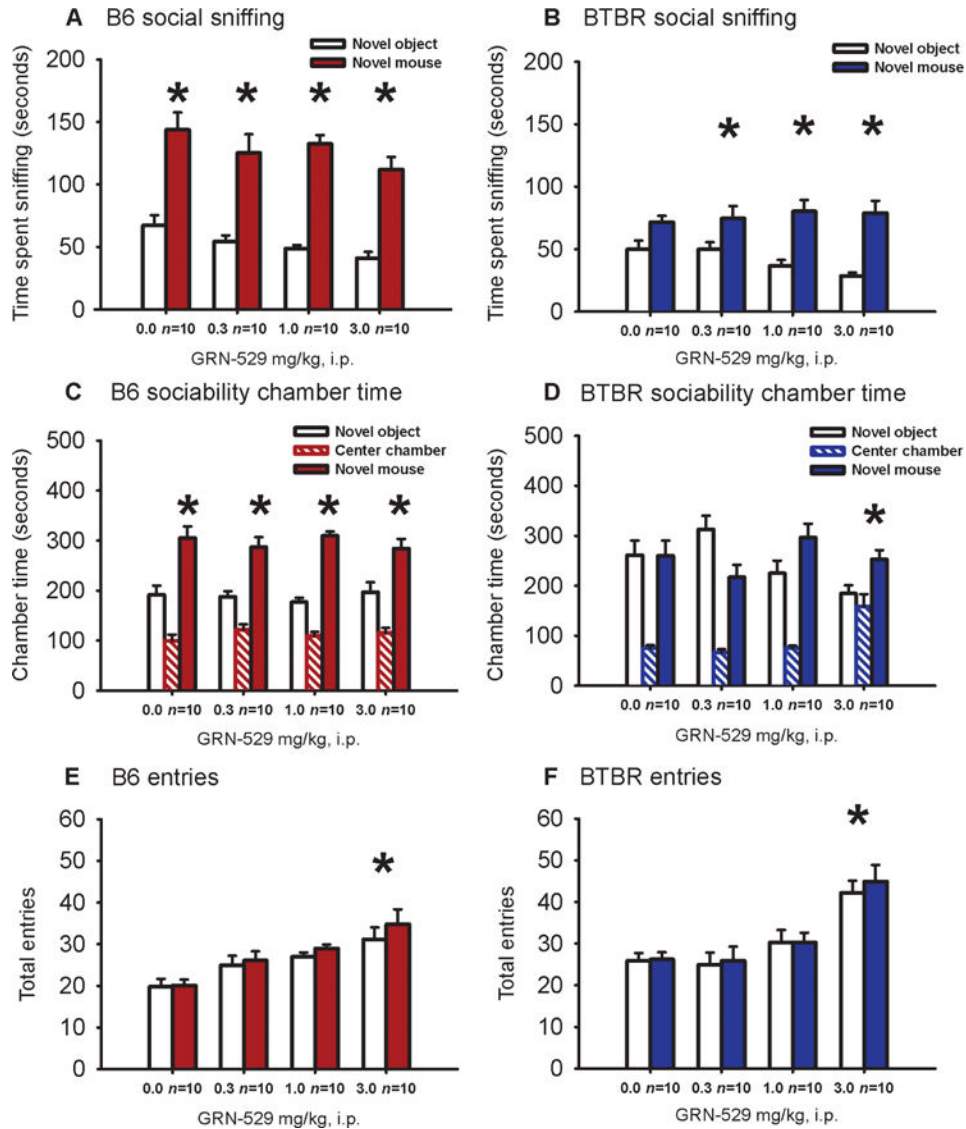 A B6 social sniffing
Novel object
Novel mouse
Time spent sniffing (seconds)
200
150
100
50
0
*
*
*
*
0.0 n=10 0.3 n=10 1.0 n=10 3.0 n=10
GRN-529 mg/kg, i.p.
B BTBR social sniffing
Novel object
Novel mouse
Time spent sniffing (seconds)
200
150
100
50
0
*
*
*
0.0 n=10 0.3 n=10 1.0 n=10 3.0 n=10
GRN-529 mg/kg, i.p.
C B6 sociability chamber time
Novel object
Center chamber
Novel mouse
Chamber time (seconds)
500
400
300
200
100
0
*
*
*
*
0.0 n=10 0.3 n=10 1.0 n=10 3.0 n=10
GRN-529 mg/kg, i.p.
D BTBR sociability chamber time
Novel object
Center chamber
Novel mouse
Chamber time (seconds)
500
400
300
200
100
0
*
0.0 n=10 0.3 n=10 1.0 n=10 3.0 n=10
GRN-529 mg/kg, i.p.
E B6 entries
Total entries
60
50
40
30
20
10
0
*
0.0 n=10 0.3 n=10 1.0 n=10 3.0 n=10
GRN-529 mg/kg, i.p.
F BTBR entries
Total entries
60
50
40
30
20
10
0
*
0.0 n=10 0.3 n=10 1.0 n=10 3.0 n=10
GRN-529 mg/kg, i.p.